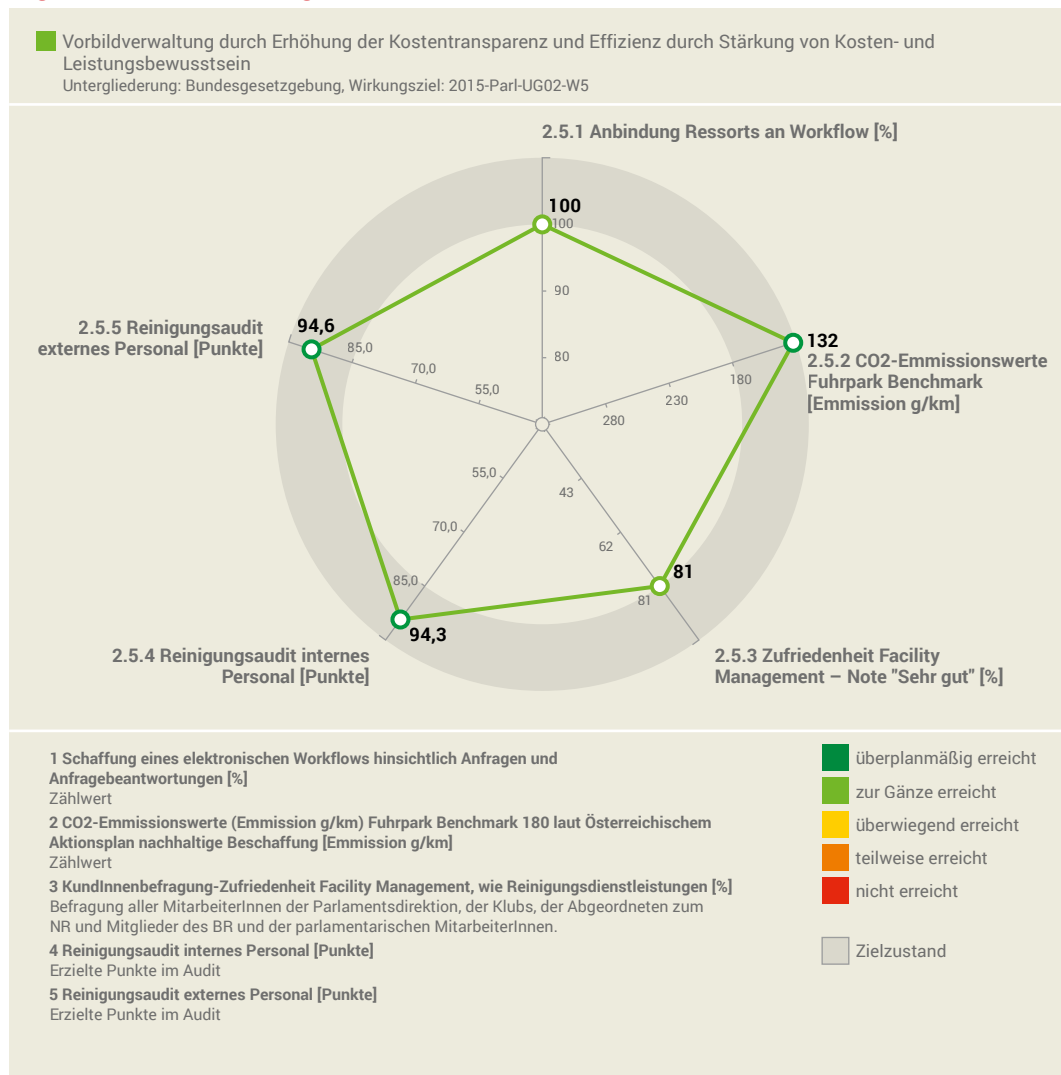 Vorbildverwaltung durch Erhöhung der Kostentransparenz und Effizienz durch Stärkung von Kosten- und
Leistungsbewusstsein
Untergliederung: Bundesgesetzgebung, Wirkungsziel: 2015-Parl-UG02-W5
2.5.1 Anbindung Ressorts an Workflow [%]
100
100
90
80
2.5.5 Reinigungsaudit
externes Personal [Punkte]
94,6
85,0
70,0
55,0
132
2.5.2 CO2-Emmissionswerte
Fuhrpark Benchmark
[Emmission g/km]
180
230
280
55,0
70,0
85,0
94,3
2.5.4 Reinigungsaudit internes
Personal [Punkte]
43
62
81
81
2.5.3 Zufriedenheit Facility
Management – Note "Sehr gut" [%]
1 Schaffung eines elektronischen Workflows hinsichtlich Anfragen und
Anfragebeantwortungen [%]
Zählwert
2 CO2-Emmissionswerte (Emmission g/km) Fuhrpark Benchmark 180 laut Österreichischem
Aktionsplan nachhaltige Beschaffung [Emmission g/km]
Zählwert
3 KundInnenbefragung-Zufriedenheit Facility Management, wie Reinigungsdienstleistungen [%]
Befragung aller MitarbeiterInnen der Parlamentsdirektion, der Klubs, der Abgeordneten zum
NR und Mitglieder des BR und der parlamentarischen MitarbeiterInnen.
4 Reinigungsaudit internes Personal [Punkte]
Erzielte Punkte im Audit
5 Reinigungsaudit externes Personal [Punkte]
Erzielte Punkte im Audit
überplanmäßig erreicht
zur Gänze erreicht
überwiegend erreicht
teilweise erreicht
nicht erreicht
Zielzustand